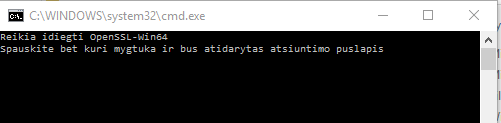 C:\WINDOWS\system32\cmd.exe
Reikia idiegti OpenSSL-Win64
Spauskite bet kuri mygtuka ir bus atidarytas atsiuntimo puslapis